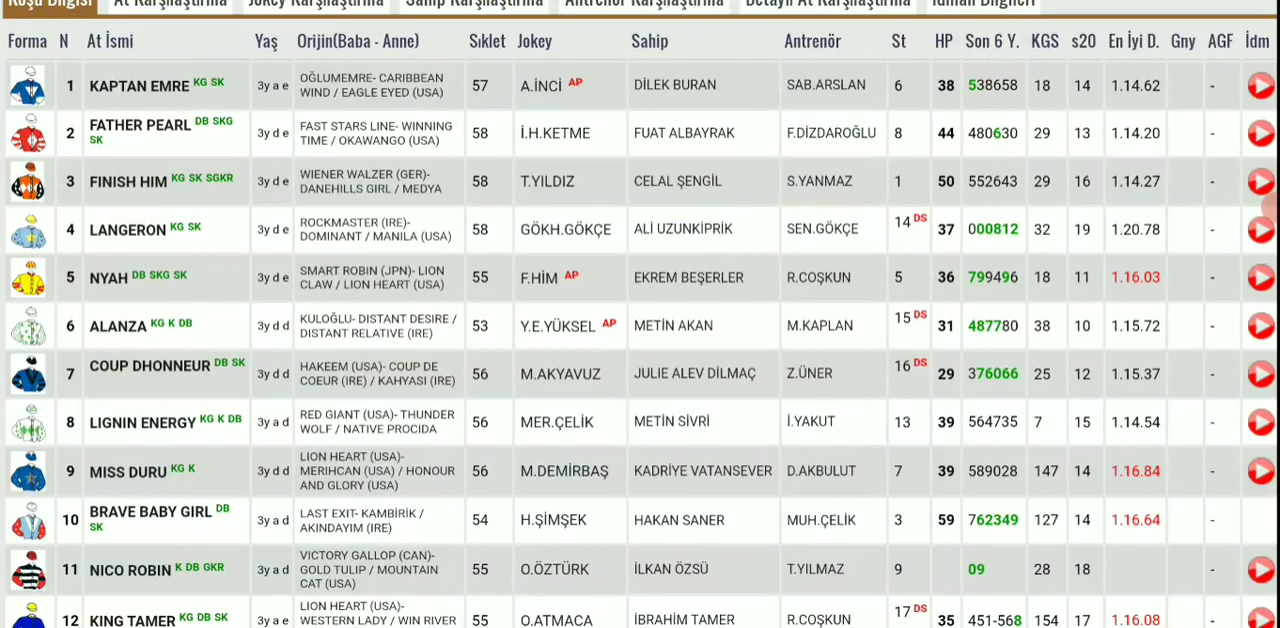 Koşu Bilgisi At Karşılaştırma Jokey Karşılaştırma Sahip Karşılaştırma Antrenör Karşılaştırma Detaylı At Karşılaştırma İdman Bilgileri
Forma N At İsmi Yaş Orijin(Baba - Anne) Sıklet Jokey Sahip Antrenör St HP Son 6 Y. KGS s20 En İyi D. Gny AGF İdm
1 KAPTAN EMRE KG SK 3y a e OĞLUMEMRE- CARIBBEAN WIND / EAGLE EYED (USA) 57 A.İNCİ AP DİLEK BURAN SAB.ARSLAN 6 38 538658 18 14 1.14.62 -
2 FATHER PEARL DB SKG SK 3y d e FAST STARS LINE- WINNING TIME / OKAWANGO (USA) 58 İ.H.KETME FUAT ALBAYRAK F.DİZDAROĞLU 8 44 480630 29 13 1.14.20 -
3 FINISH HIM KG SK SGKR 3y d e WIENER WALZER (GER)- DANEHILLS GIRL / MEDYA 58 T.YILDIZ CELAL ŞENGİL S.YANMAZ 1 50 552643 29 16 1.14.27 -
4 LANGERON KG SK 3y d e ROCKMASTER (IRE)- DOMINANT / MANILA (USA) 58 GÖKH.GÖKÇE ALİ UZUNKİPRİK SEN.GÖKÇE 14 DS 37 000812 32 19 1.20.78 -
5 NYAH DB SKG SK 3y d e SMART ROBIN (JPN)- LION CLAW / LION HEART (USA) 55 F.HİM AP EKREM BEŞERLER R.COŞKUN 5 36 799496 18 11 1.16.03 -
6 ALANZA KG K DB 3y d d KULOĞLU- DISTANT DESIRE / DISTANT RELATIVE (IRE) 53 Y.E.YÜKSEL AP METİN AKAN M.KAPLAN 15 DS 31 487780 38 10 1.15.72 -
7 COUP DHONNEUR DB SK 3y d d HAKEEM (USA)- COUP DE COEUR (IRE) / KAHYASI (IRE) 56 M.AKYAVUZ JULIE ALEV DİLMAÇ Z.ÜNER 16 DS 29 376066 25 12 1.15.37 -
8 LIGNIN ENERGY KG K DB 3y a d RED GIANT (USA)- THUNDER WOLF / NATIVE PROCIDA 56 MER.ÇELİK METİN SİVRİ İ.YAKUT 13 39 564735 7 15 1.14.54 -
9 MISS DURU KG K 3y d d LION HEART (USA)- MERIHCAN (USA) / HONOUR AND GLORY (USA) 56 M.DEMİRBAŞ KADRİYE VATANSEVER D.AKBULUT 7 39 589028 147 14 1.16.84 -
10 BRAVE BABY GIRL DB SK 3y a d LAST EXIT- KAMBİRİK / AKINDAYIM (IRE) 54 H.ŞİMŞEK HAKAN SANER MUH.ÇELİK 3 59 762349 127 14 1.16.64 -
11 NICO ROBIN K DB GKR 3y a d VICTORY GALLOP (CAN)- GOLD TULIP / MOUNTAIN CAT (USA) 55 O.ÖZTÜRK İLKAN ÖZSÜ T.YILMAZ 9 09 28 18 -
12 KING TAMER KG DB SK 3y a e LION HEART (USA)- WESTERN LADY / WIN RIVER 55 O.ATMACA İBRAHİM TAMER R.COŞKUN 17 DS 35 451-568 154 17 1.16.08 -